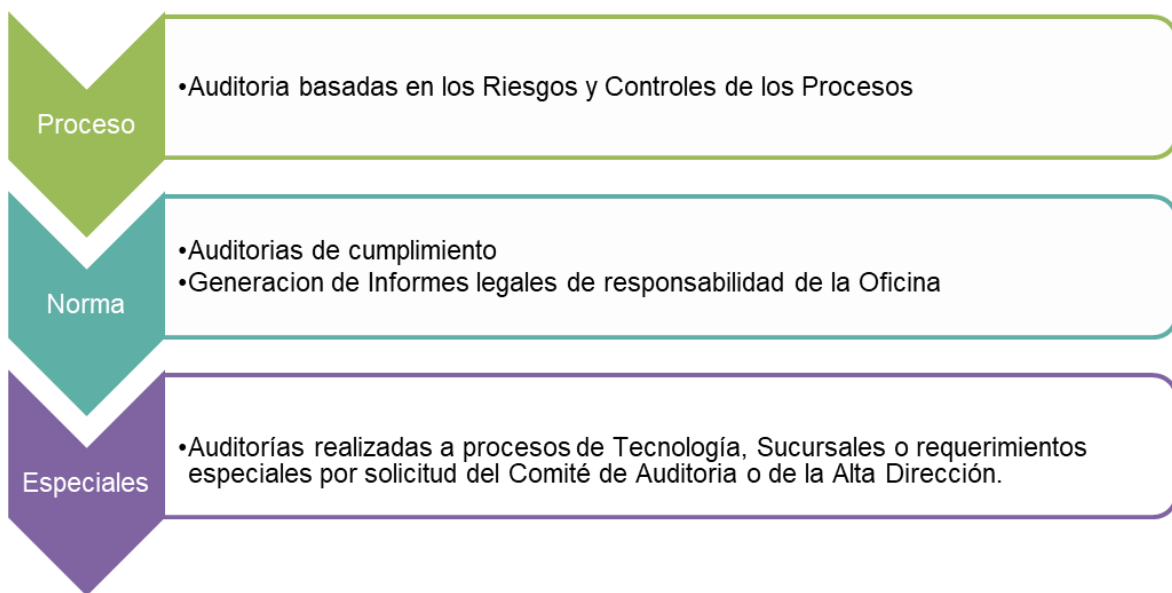 Proceso
•Auditoria basadas en los Riesgos y Controles de los Procesos
Norma
•Auditorias de cumplimiento
•Generacion de Informes legales de responsabilidad de la Oficina
Especiales
•Auditorías realizadas a procesos de Tecnología, Sucursales o requerimientos
especiales por solicitud del Comité de Auditoria o de la Alta Dirección.